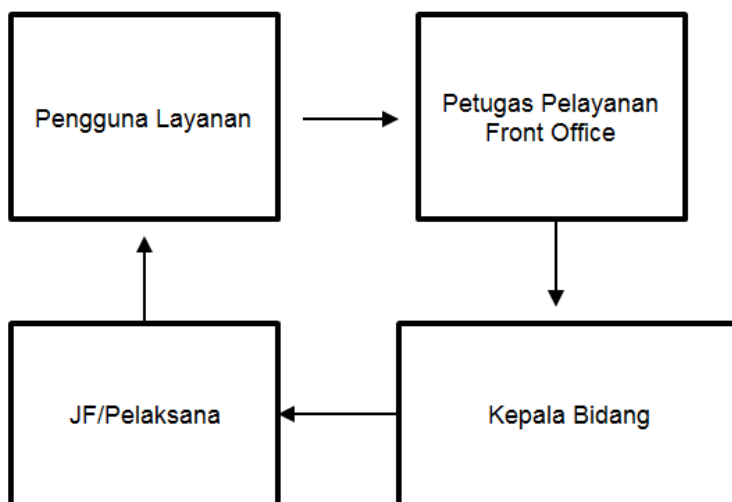 Pengguna Layanan
Petugas Pelayanan
Front Office
JF/Pelaksana
Kepala Bidang